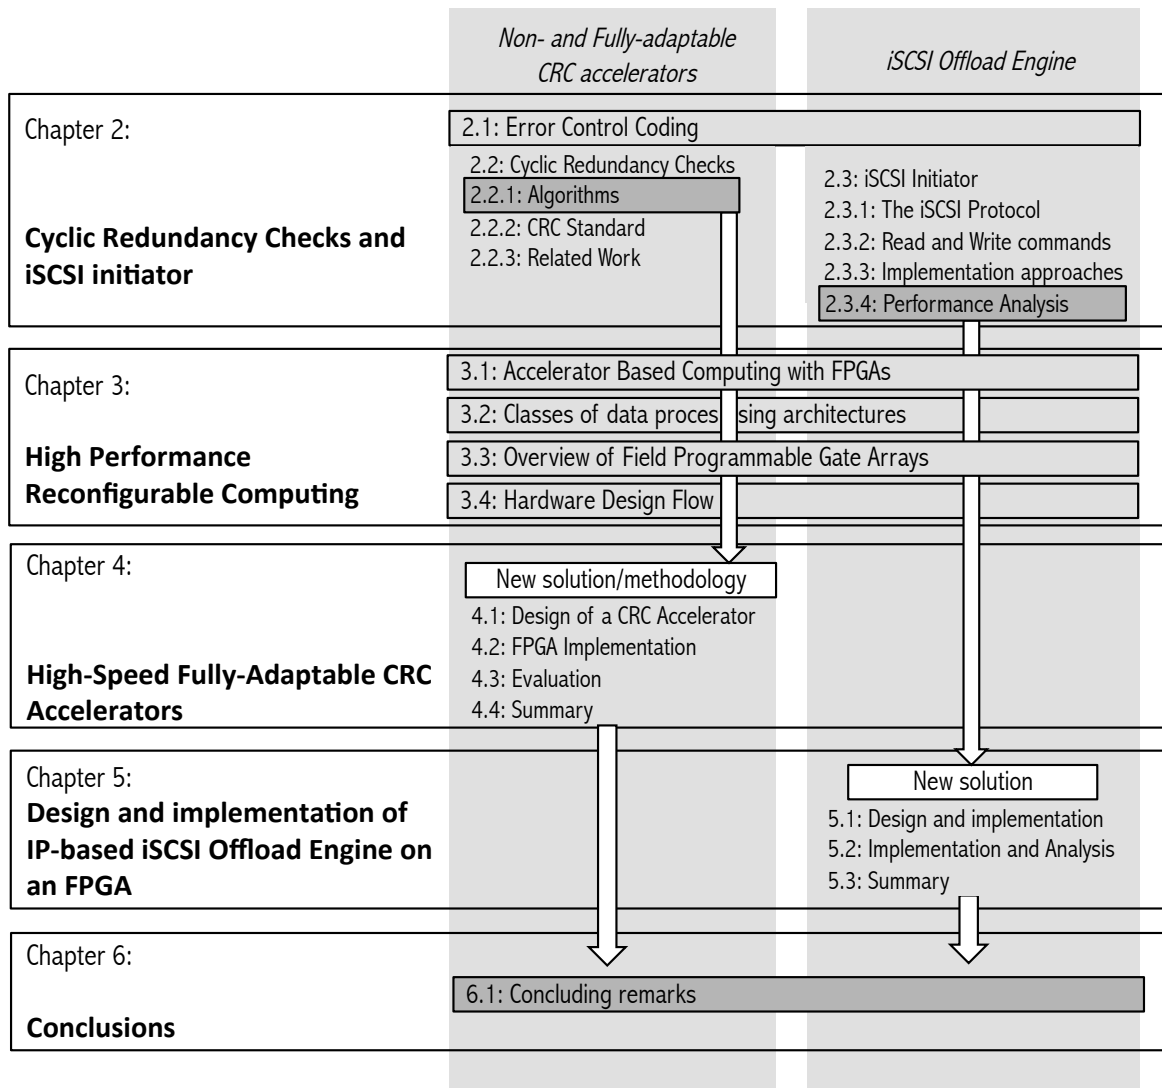 Non- and Fully-adaptable
CRC accelerators
iSCSI Offload Engine
Chapter 2:
Cyclic Redundancy Checks and
iSCSI initiator
2.1: Error Control Coding
2.2: Cyclic Redundancy Checks
2.2.1: Algorithms
2.2.2: CRC Standard
2.2.3: Related Work
2.3: iSCSI Initiator
2.3.1: The iSCSI Protocol
2.3.2: Read and Write commands
2.3.3: Implementation approaches
2.3.4: Performance Analysis
Chapter 3:
High Performance
Reconfigurable Computing
3.1: Accelerator Based Computing with FPGAs
3.2: Classes of data processing architectures
3.3: Overview of Field Programmable Gate Arrays
3.4: Hardware Design Flow
Chapter 4:
High-Speed Fully-Adaptable CRC
Accelerators
New solution/methodology
4.1: Design of a CRC Accelerator
4.2: FPGA Implementation
4.3: Evaluation
4.4: Summary
Chapter 5:
Design and implementation of
IP-based iSCSI Offload Engine on
an FPGA
New solution
5.1: Design and implementation
5.2: Implementation and Analysis
5.3: Summary
Chapter 6:
Conclusions
6.1: Concluding remarks